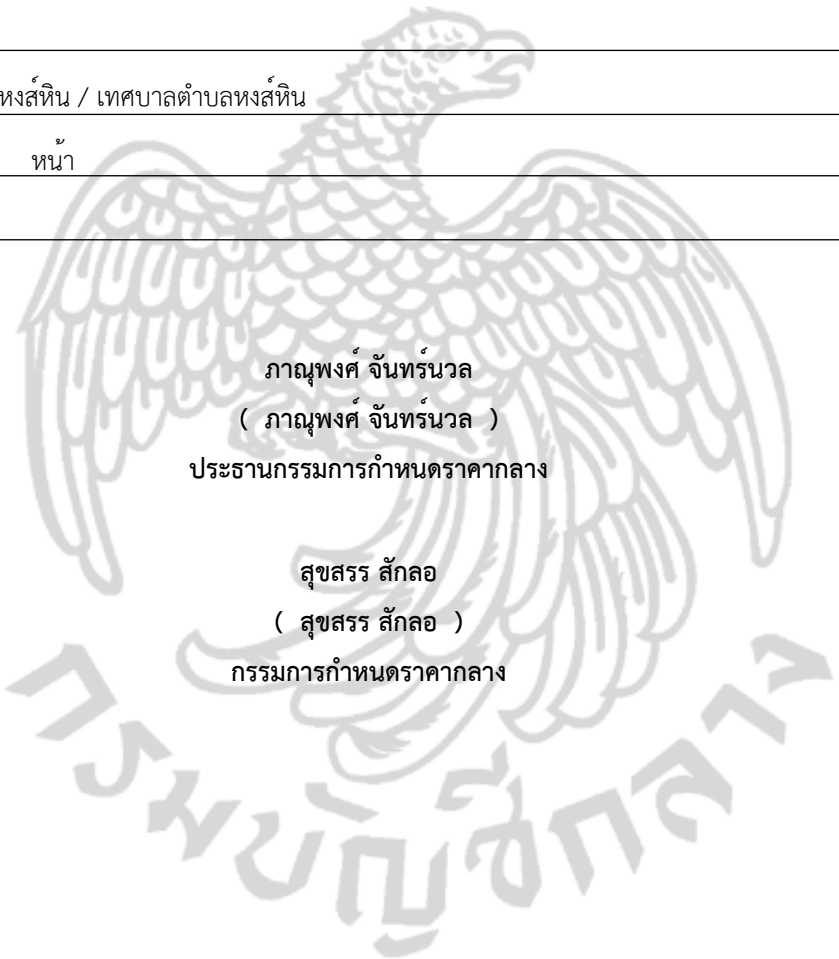 หงส์หิน / เทศบาลตำบลหงส์หิน
หน้า
ภาณุพงศ์ จันทร์นวล
( ภาณุพงศ์ จันทร์นวล )
ประธานกรรมการกำหนดราคากลาง
สุขสรร สักลอ
( สุขสรร สักลอ )
กรรมการกำหนดราคากลาง
กรมบัญชีกลาง